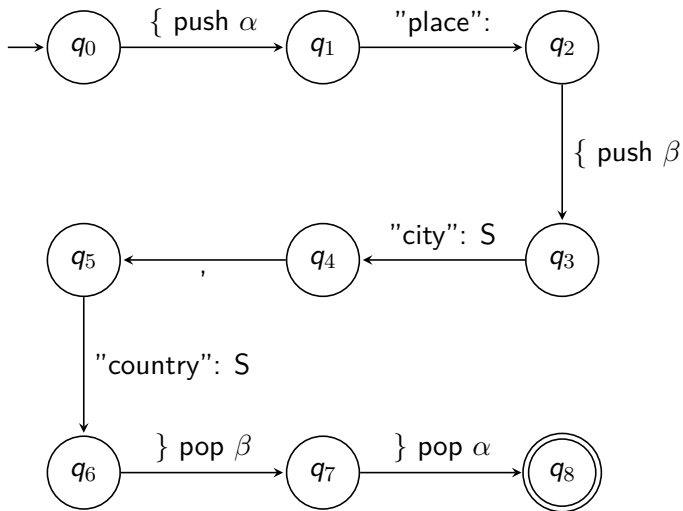 q0 { push α q1 ”place”: q2
{ push β
q5 , q4 ”city”: S q3
”country”: S
q6 } pop β q7 } pop α q8